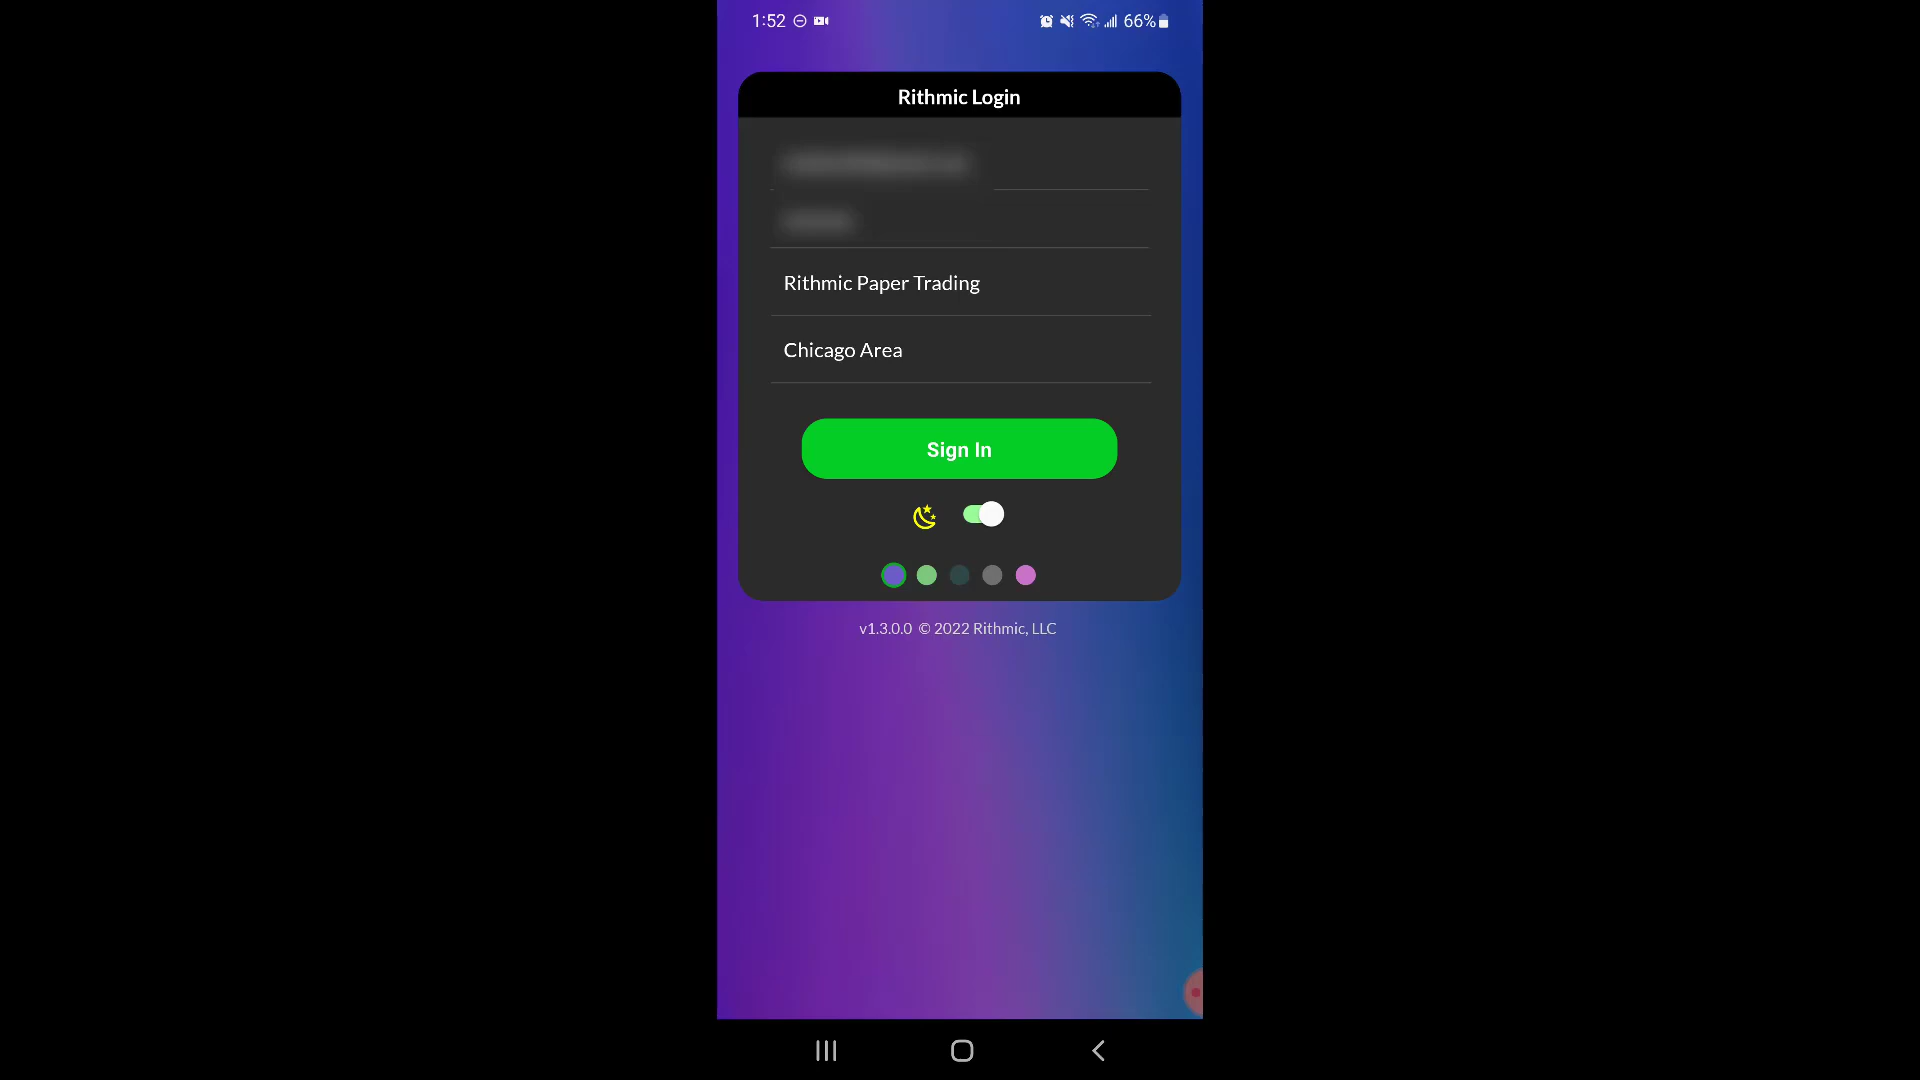 1:52
66%
Rithmic Login
Rithmic Paper Trading
Chicago Area
Sign In
v1.3.0.0 © 2022 Rithmic, LLC